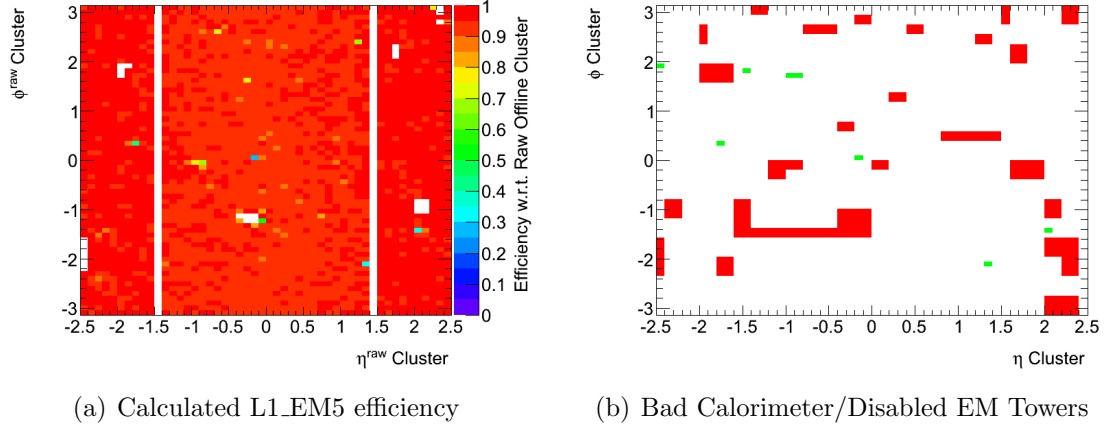 φ^raw Cluster
3
2
1
0
-1
-2
-3
-2.5 -2 -1.5 -1 -0.5 0 0.5 1 1.5 2 2.5
η^raw Cluster
1
0.9
0.8
0.7
0.6
0.5
0.4
0.3
0.2
0.1
0
Efficiency w.r.t. Raw Offline Cluster
(a) Calculated L1_EM5 efficiency
φ Cluster
3
2
1
0
-1
-2
-3
-2.5 -2 -1.5 -1 -0.5 0 0.5 1 1.5 2 2.5
η Cluster
(b) Bad Calorimeter/Disabled EM Towers